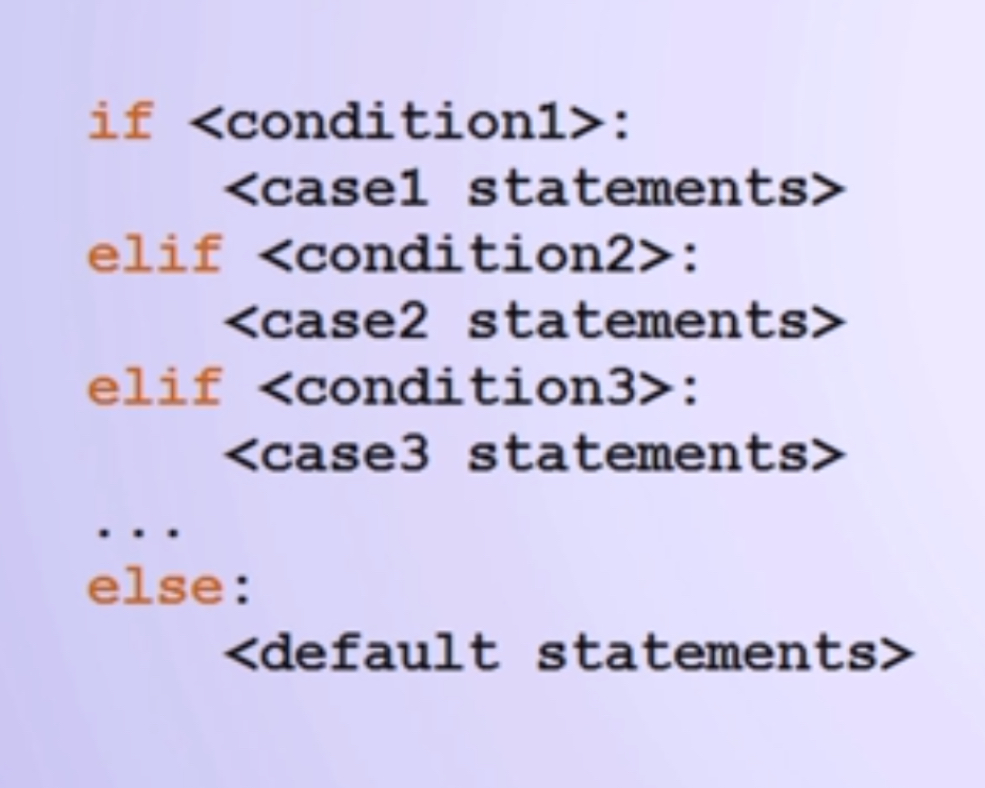 if <condition1>:
    <case1 statements>
elif <condition2>:
    <case2 statements>
elif <condition3>:
    <case3 statements>
...
else:
    <default statements>